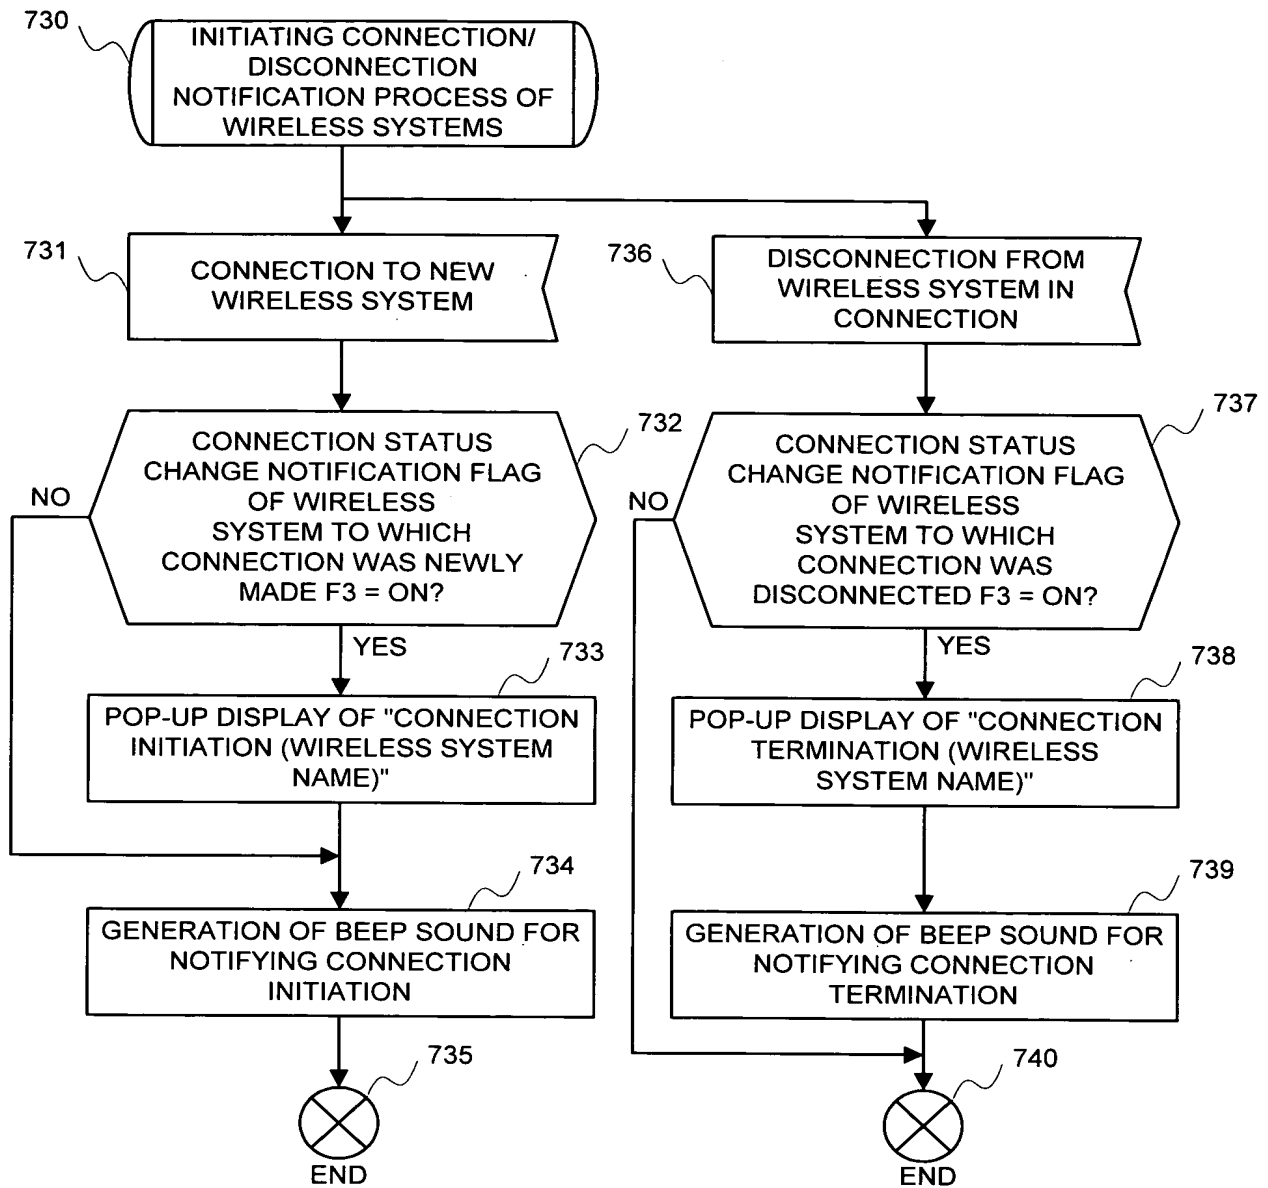 730
INITIATING CONNECTION/
DISCONNECTION
NOTIFICATION PROCESS OF
WIRELESS SYSTEMS
731
CONNECTION TO NEW
WIRELESS SYSTEM
736
DISCONNECTION FROM
WIRELESS SYSTEM IN
CONNECTION
732
CONNECTION STATUS
CHANGE NOTIFICATION FLAG
OF WIRELESS
SYSTEM TO WHICH
CONNECTION WAS NEWLY
MADE F3 = ON?
NO
YES
737
CONNECTION STATUS
CHANGE NOTIFICATION FLAG
OF WIRELESS
SYSTEM TO WHICH
CONNECTION WAS
DISCONNECTED F3 = ON?
NO
YES
733
POP-UP DISPLAY OF "CONNECTION
INITIATION (WIRELESS SYSTEM
NAME)"
738
POP-UP DISPLAY OF "CONNECTION
TERMINATION (WIRELESS
SYSTEM NAME)"
734
GENERATION OF BEEP SOUND FOR
NOTIFYING CONNECTION
INITIATION
739
GENERATION OF BEEP SOUND FOR
NOTIFYING CONNECTION
TERMINATION
735
END
740
END